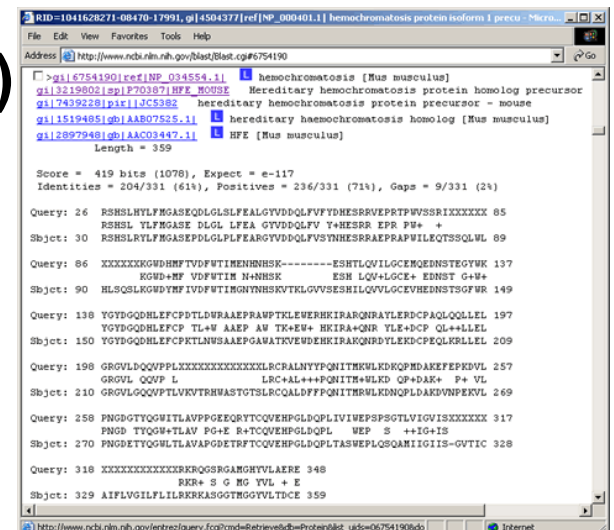 )
RID=1041628271-08470-17991, gi|4504377|ref|NP_000401.1| hemochromatosis protein isoform 1 precu - Micro...
File Edit View Favorites Tools Help
Address http://www.ncbi.nlm.nih.gov/blast/Blast.cgi#6754190 Go
>gi|6754190|ref|NP_034554.1| L hemochromatosis [Mus musculus]
gi|3219802|sp|P70387|HFE_MOUSE Hereditary hemochromatosis protein homolog precursor
gi|7439228|pir||JC5382 hereditary hemochromatosis protein precursor - mouse
gi|1519485|gb|AAB07525.1| L hereditary haemochromatosis homolog [Mus musculus]
gi|2897948|gb|AAC03447.1| L HFE [Mus musculus]
Length = 359
Score = 419 bits (1078), Expect = e-117
Identities = 204/331 (61%), Positives = 236/331 (71%), Gaps = 9/331 (2%)
Query: 26 RSHSLHYLFMGASEQDLGLSLFEALGYVDDQLFVFYDHESRRVEPRTPWVSSRIXXXXXX 85
RSHSL YLFMGASE DLGL LFEA GYVDDQLFV Y+HESRR EPR PW+ +
Sbjct: 30 RSHSLRYLFMGASEPDLGLPLFEARGYVDDQLFVSYNHESRRAEPRAPWILEQTSSQLWL 89
Query: 86 XXXXXXKGWDHMFTVDFWTIMENHNHSK--------ESHTLQVILGCEMQEDNSTEGYWK 137
KGWD+MF VDFWTIM N+NHSK ESH LQV+LGCE+ EDNST G+W+
Sbjct: 90 HLSQSLKGWDYMFIVDFWTIMGNYNHSKVTKLGVVSESHILQVVLGCEVHEDNSTSGFWR 149
Query: 138 YGYDGQDHLEFCPDTLDWRAAEPRAWPTKLEWERHKIRARQNRAYLERDCPAQLQQLLEL 197
YGYDGQDHLEFCP TL+W AAEP AW TK+EW+ HKIRA+QNR YLE+DCP QL++LLEL
Sbjct: 150 YGYDGQDHLEFCPKTLNWSAAEPGAWATKVEWDEHKIRAKQNRDYLEKDCPEQLKRLLEL 209
Query: 198 GRGVLDQQVPPLXXXXXXXXXXXXXLRCRALNYYPQNITMKWLKDKQPMDAKEFEPKDVL 257
GRGVL QQVP L LRC+AL+++PQNITM+WLKD QP+DAK+ P+ VL
Sbjct: 210 GRGVLGQQVPTLVKVTRHWASTGTSLRCQALDFFPQNITMRWLKDNQPLDAKDVNPEKVL 269
Query: 258 PNGDGTYQGWITLAVPPGEEQRYTCQVEHPGLDQPLIVIWEPSPSGTLVIGVISXXXXXX 317
PNGD TYQGW+TLAV PG+E R+TCQVEHPGLDQPL WEP S ++IG+IS
Sbjct: 270 PNGDETYQGWLTLAVAPGDETRFTCQVEHPGLDQPLTASWEPLQSQAMIIGIIS-GVTIC 328
Query: 318 XXXXXXXXXXXRKRQGSRGAMGHYVLAERE 348
RKR+ S G MG YVL + E
Sbjct: 329 AIFLVGILFLILRKRKASGGTMGGYVLTDCE 359
http://www.ncbi.nlm.nih.gov/entrez/query.fcgi?cmd=Retrieve&db=Protein&list_uids=06754190&do Internet